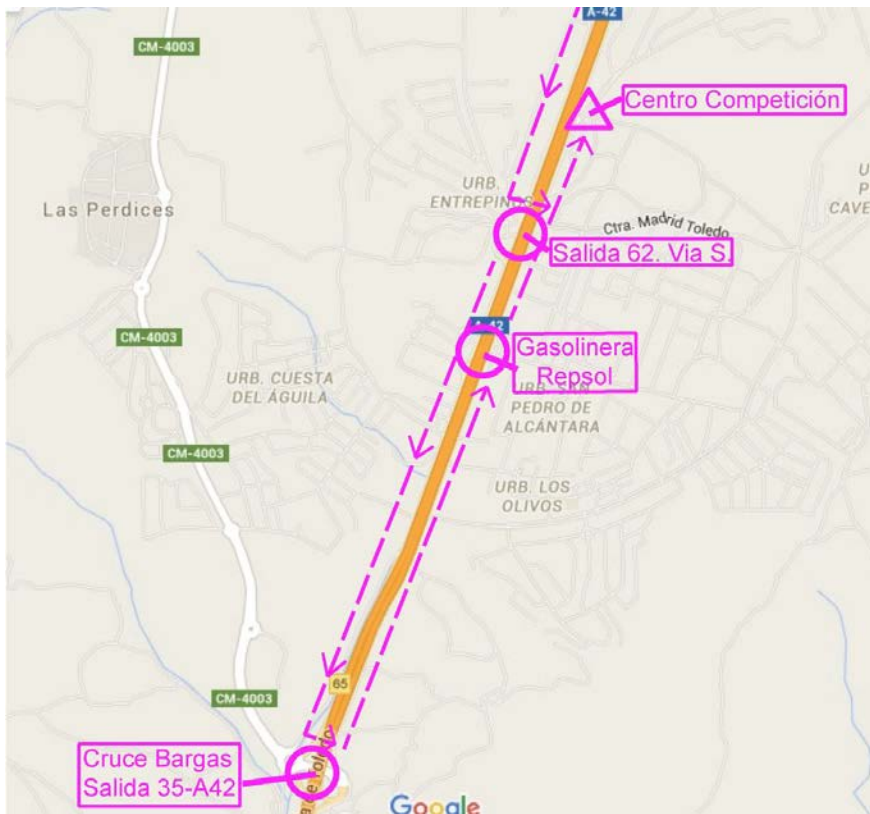 A-42
CM-4003
Centro Competición
URB.
ENTREPINOS
Las Perdices
Ctra. Madrid Toledo
Salida 62. Via S.
A-42
CM-4003
Gasolinera
Repsol
URB. CUESTA
DEL ÁGUILA
URB. SAN
PEDRO DE
ALCÁNTARA
CM-4003
URB. LOS
OLIVOS
65
CM-4003
Cruce Bargas
Salida 35-A42
Google